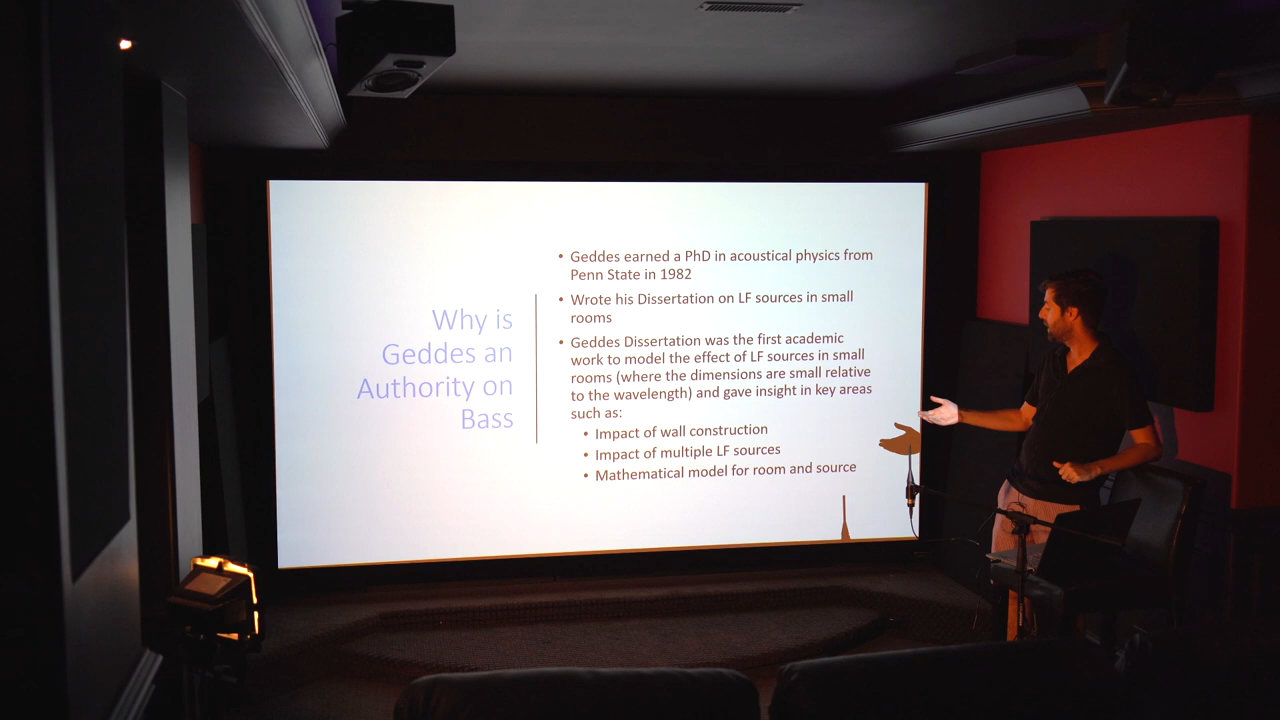 Why is
Geddes an
Authority on
Bass
• Geddes earned a PhD in acoustical physics from
Penn State in 1982
• Wrote his Dissertation on LF sources in small
rooms
• Geddes Dissertation was the first academic
work to model the effect of LF sources in small
rooms (where the dimensions are small relative
to the wavelength) and gave insight in key areas
such as:
• Impact of wall construction
• Impact of multiple LF sources
• Mathematical model for room and source